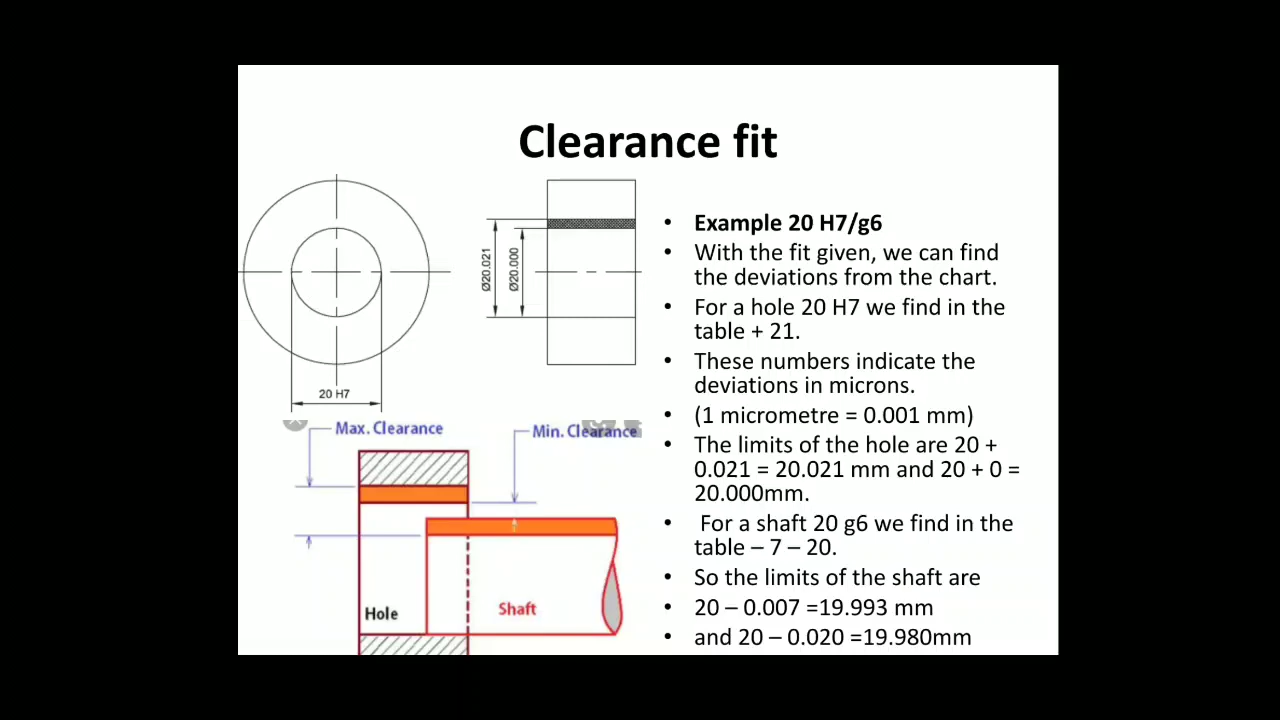 Clearance fit
Ø20.021
Ø20.000
20 H7
Max. Clearance
Min. Clearance
Hole
Shaft
• Example 20 H7/g6
• With the fit given, we can find
the deviations from the chart.
• For a hole 20 H7 we find in the
table + 21.
• These numbers indicate the
deviations in microns.
• (1 micrometre = 0.001 mm)
• The limits of the hole are 20 +
0.021 = 20.021 mm and 20 + 0 =
20.000mm.
• For a shaft 20 g6 we find in the
table – 7 – 20.
• So the limits of the shaft are
• 20 – 0.007 =19.993 mm
• and 20 – 0.020 =19.980mm